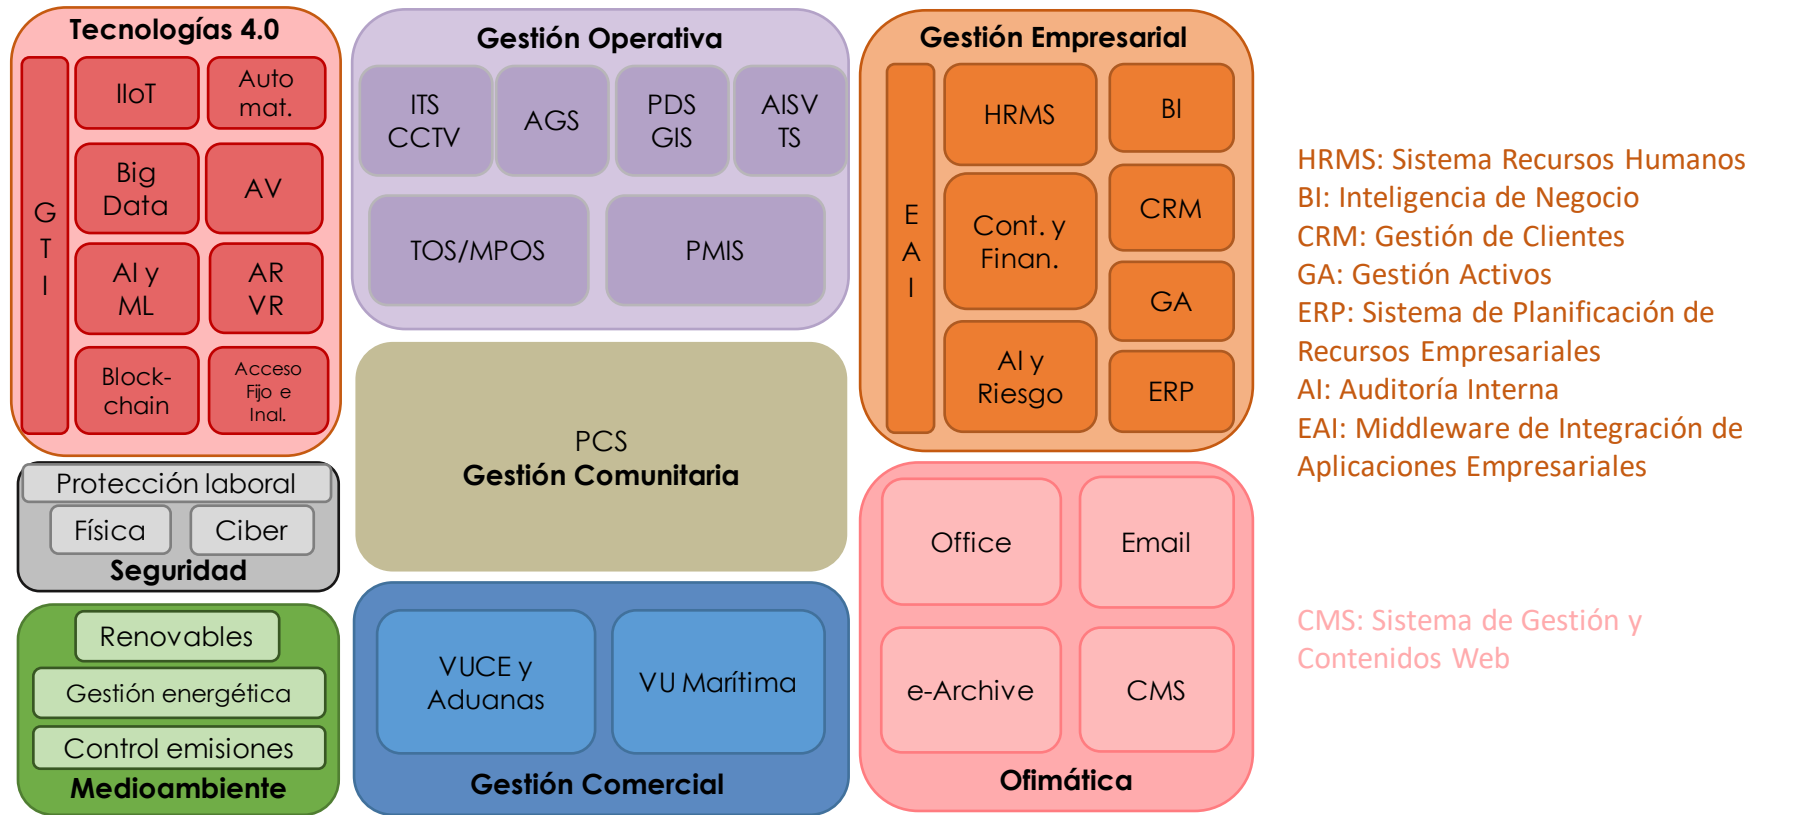 Tecnologías 4.0
G
T
I
IIoT
Auto
mat.
Big
Data
AV
AI y
ML
AR
VR
Block-
chain
Acceso
Fijo e
Inal.
Protección laboral
Física
Ciber
Seguridad
Renovables
Gestión energética
Control emisiones
Medioambiente
Gestión Operativa
ITS
CCTV
AGS
PDS
GIS
AISV
TS
TOS/MPOS
PMIS
PCS
Gestión Comunitaria
VUCE y
Aduanas
VU Marítima
Gestión Comercial
Gestión Empresarial
E
A
I
HRMS
BI
Cont. y
Finan.
CRM
GA
AI y
Riesgo
ERP
Office
Email
e-Archive
CMS
Ofimática
HRMS: Sistema Recursos Humanos
BI: Inteligencia de Negocio
CRM: Gestión de Clientes
GA: Gestión Activos
ERP: Sistema de Planificación de
Recursos Empresariales
AI: Auditoría Interna
EAI: Middleware de Integración de
Aplicaciones Empresariales
CMS: Sistema de Gestión y
Contenidos Web